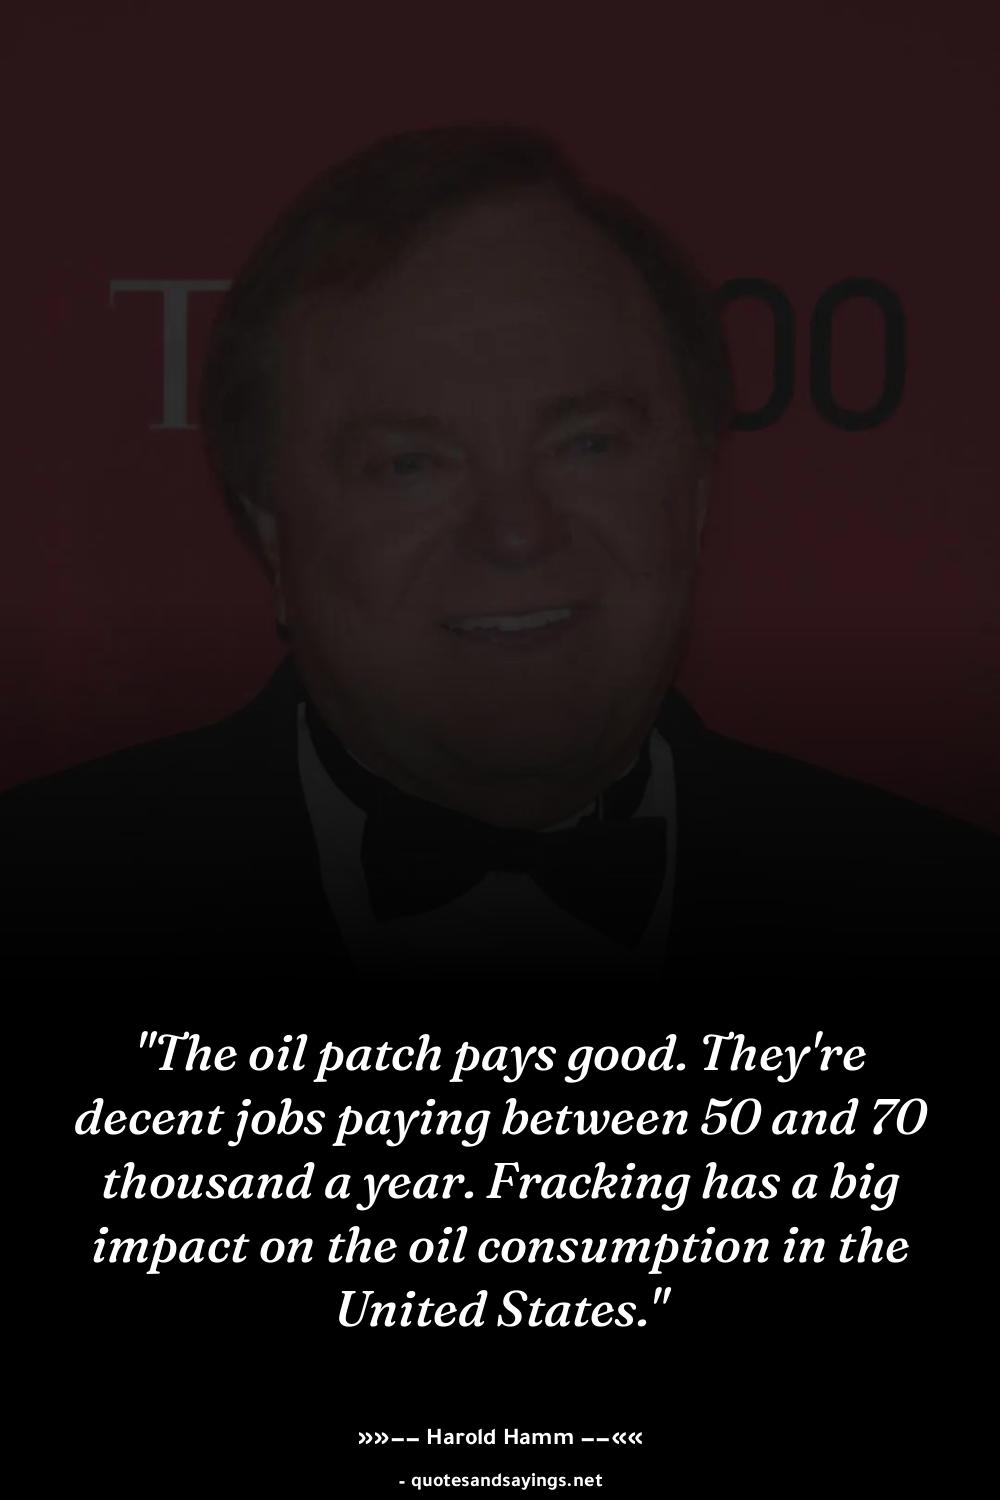 T 00
"The oil patch pays good. They're
decent jobs paying between 50 and 70
thousand a year. Fracking has a big
impact on the oil consumption in the
United States."
»»–– Harold Hamm ––««
- quotesandsayings.net